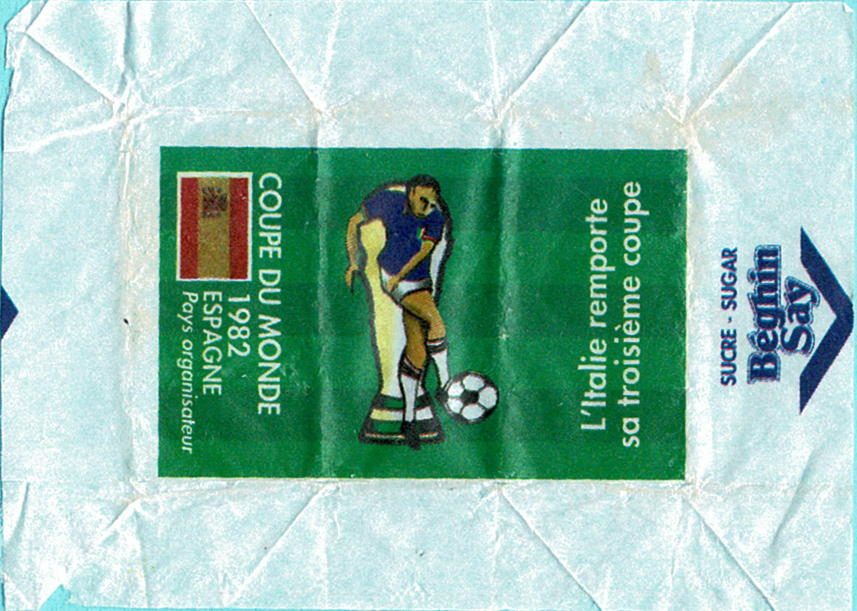 COUPE DU MONDE
1982
ESPAGNE
Pays organisateur
L'Italie remporte
sa troisième coupe
SUCRE - SUGAR
Béghin
Say